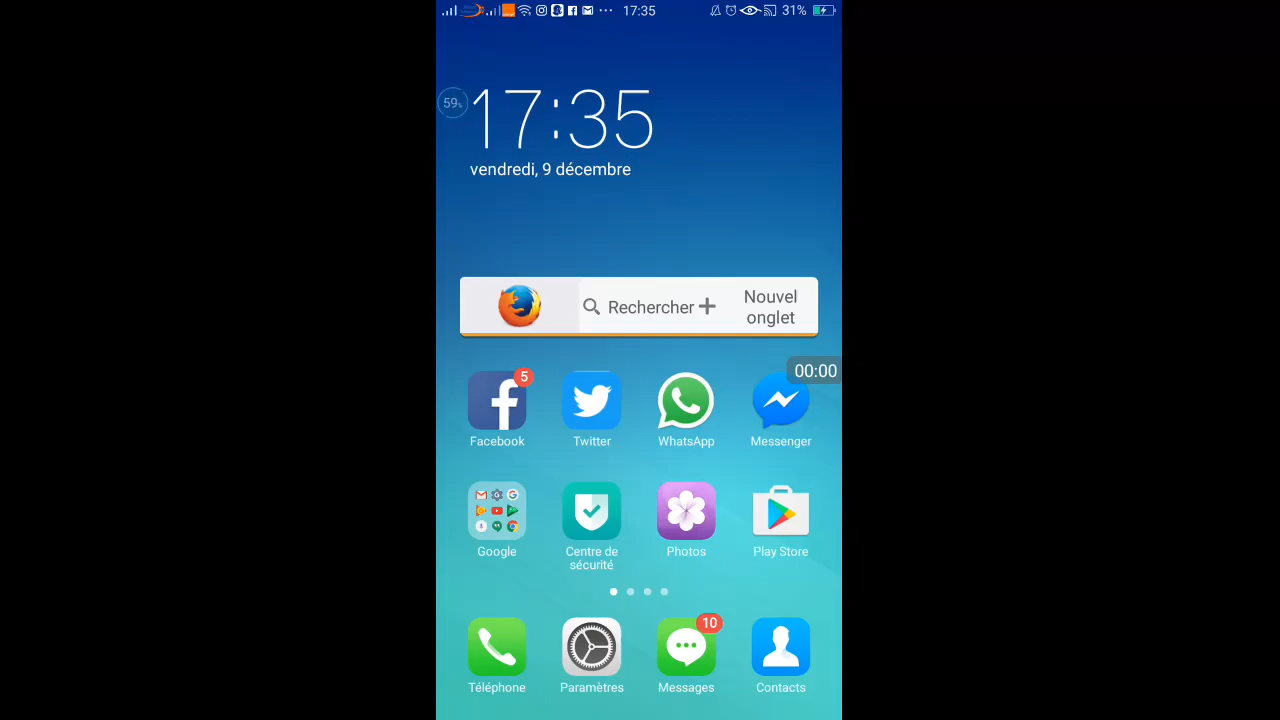 17:35
31%
59%
17:35
vendredi, 9 décembre
Rechercher
Nouvel
onglet
00:00
5
Facebook
Twitter
WhatsApp
Messenger
Google
Centre de
sécurité
Photos
Play Store
10
Téléphone
Paramètres
Messages
Contacts